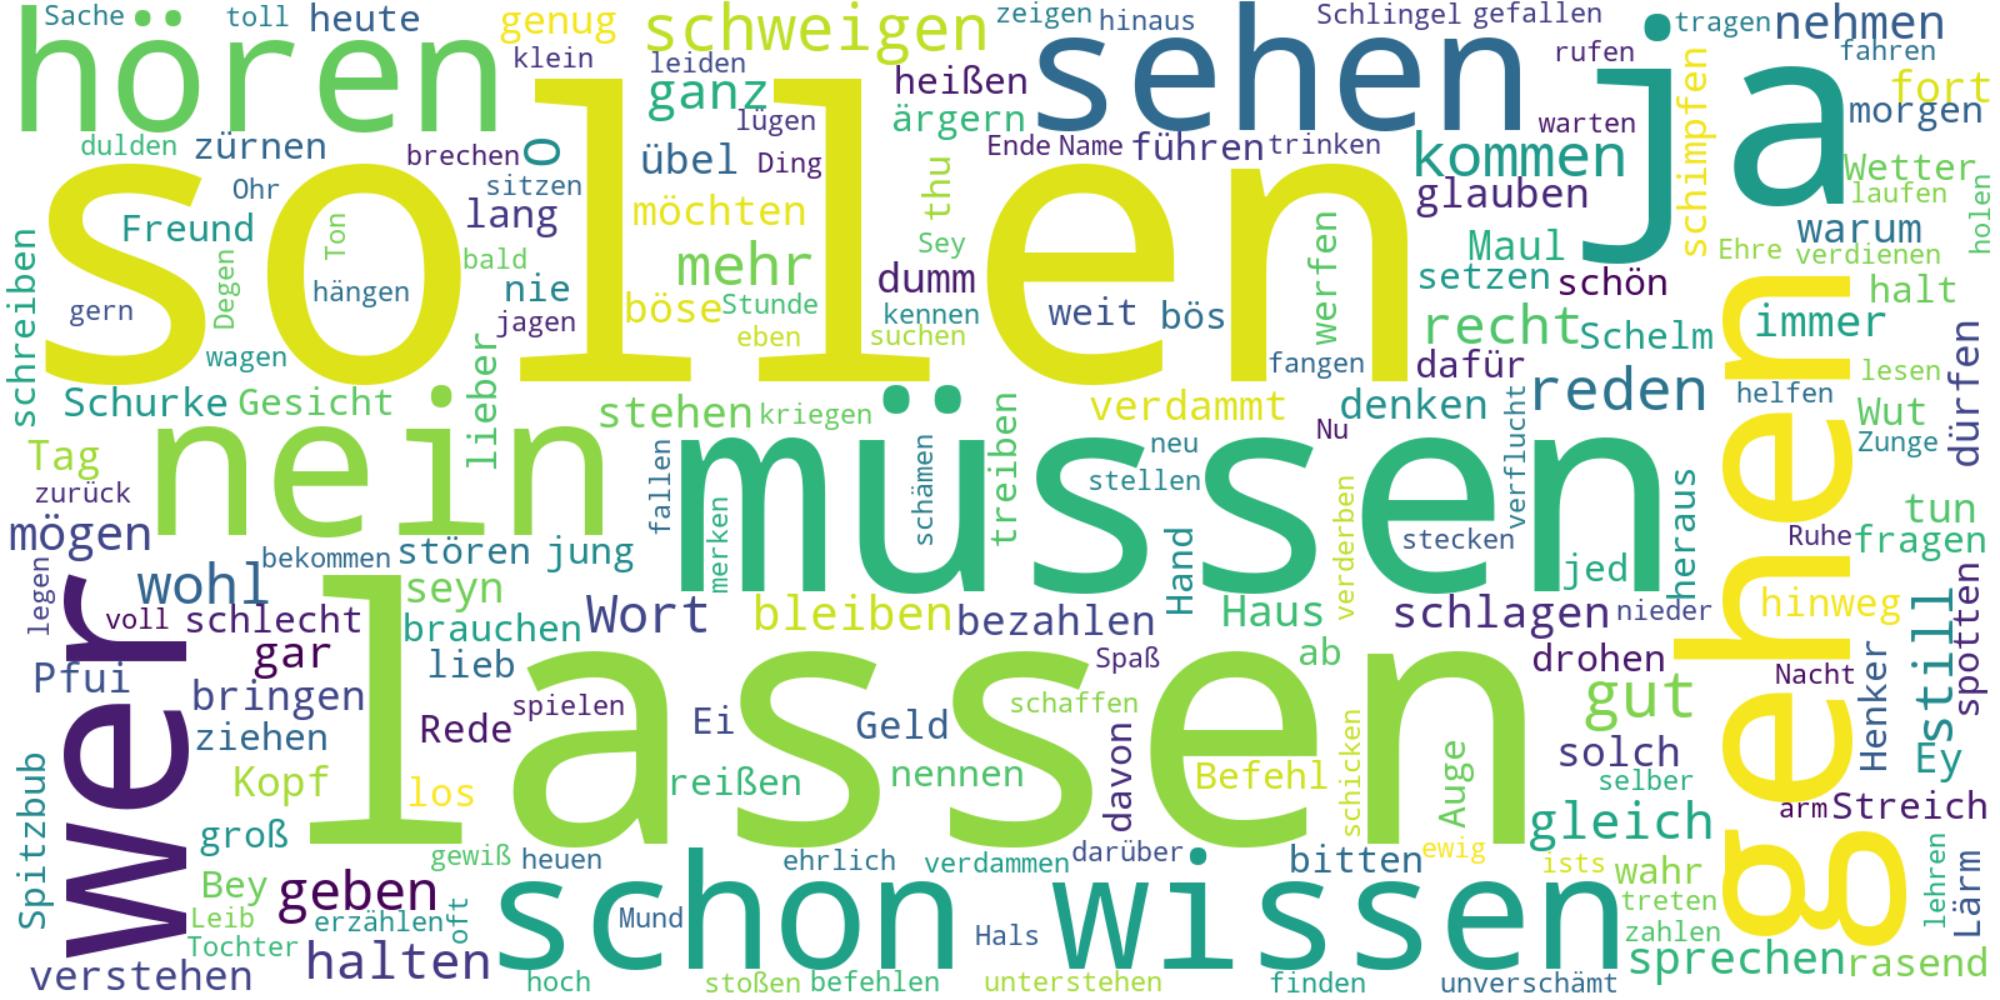 Sache
toll
heute
genug
schweigen
zeigen
hinaus
Schlingel
gefallen
tragen
nehmen
hören
klein
leiden
heißen
sehen
rufen
ja
schimpfen
fahren
fort
ganz
lügen
ärgern
warten
morgen
dulden
zürnen
brechen
o
übel
Ding
Ende
Name
führen
trinken
kommen
Wetter
sollen
Ohr
sitzen
lang
möchten
thu
glauben
laufen
holen
Freund
Ton
bald
mehr
Sey
werfen
Maul
warum
Ehre
verdienen
schreiben
Degen
gern
hängen
nie
jagen
böse
Stunde
dumm
kennen
weit
bös
setzen
schön
halt
wagen
lieber
eben
suchen
fangen
recht
Schelm
immer
dafür
dürfen
Schurke
Gesicht
stehen
kriegen
verdammt
denken
reden
helfen
lesen
Wut
Zunge
Tag
nein
müssen
treiben
neu
Nu
verflucht
gehen
zurück
fallen
merken
schämen
stellen
verderben
stecken
heraus
tun
mögen
bekommen
stören
jung
Hand
jed
Ruhe
fragen
legen
wohl
seyn
Wort
bleiben
bezahlen
Haus
schlagen
nieder
hinweg
still
spotten
wer
voll
schlecht
brauchen
lassen
gar
lieb
Spaß
ab
drohen
Nacht
Henker
Pfui
bringen
spielen
schaffen
gut
ziehen
Rede
Ei
Geld
davon
schicken
Auge
solch
Ey
Kopf
los
reißen
nennen
Befehl
selber
Spitzbub
groß
gleich
arm
Streich
gewiß
heuen
ehrlich
verdammen
darüber
bitten
ewig
ists
wahr
lehren
Lärm
Bey
geben
schon
wissen
treten
Leib
erzählen
oft
Mund
Hals
zahlen
Tochter
verstehen
halten
hoch
stoßen
befehlen
unterstehen
finden
unverschämt
sprechen
rasend